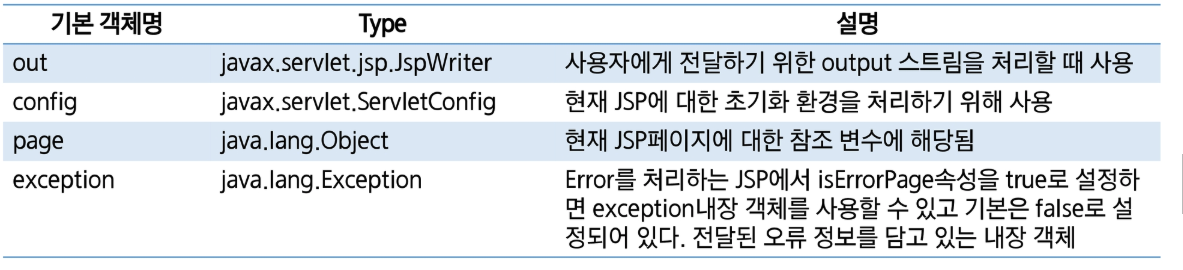 기본 객체명 Type 설명
out javax.servlet.jsp.JspWriter 사용자에게 전달하기 위한 output 스트림을 처리할 때 사용
config javax.servlet.ServletConfig 현재 JSP에 대한 초기화 환경을 처리하기 위해 사용
page java.lang.Object 현재 JSP페이지에 대한 참조 변수에 해당됨
exception java.lang.Exception Error를 처리하는 JSP에서 isErrorPage속성을 true로 설정하
면 exception내장 객체를 사용할 수 있고 기본은 false로 설
정되어 있다. 전달된 오류 정보를 담고 있는 내장 객체